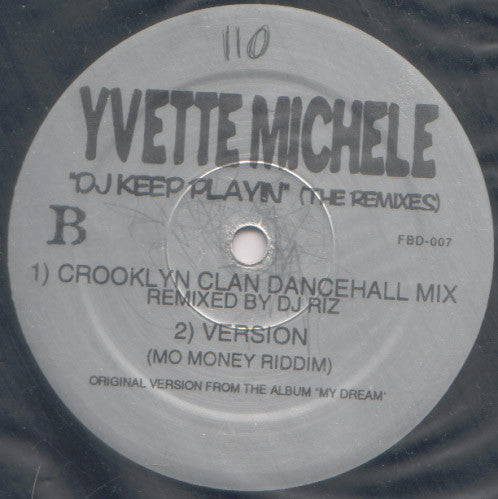 110
YVETTE MICHELE
"DJ KEEP PLAYIN" (THE REMIXES)
B
FBD-007
1) CROOKLYN CLAN DANCEHALL MIX
REMIXED BY DJ RIZ
2) VERSION
(MO MONEY RIDDIM)
ORIGINAL VERSION FROM THE ALBUM "MY DREAM"